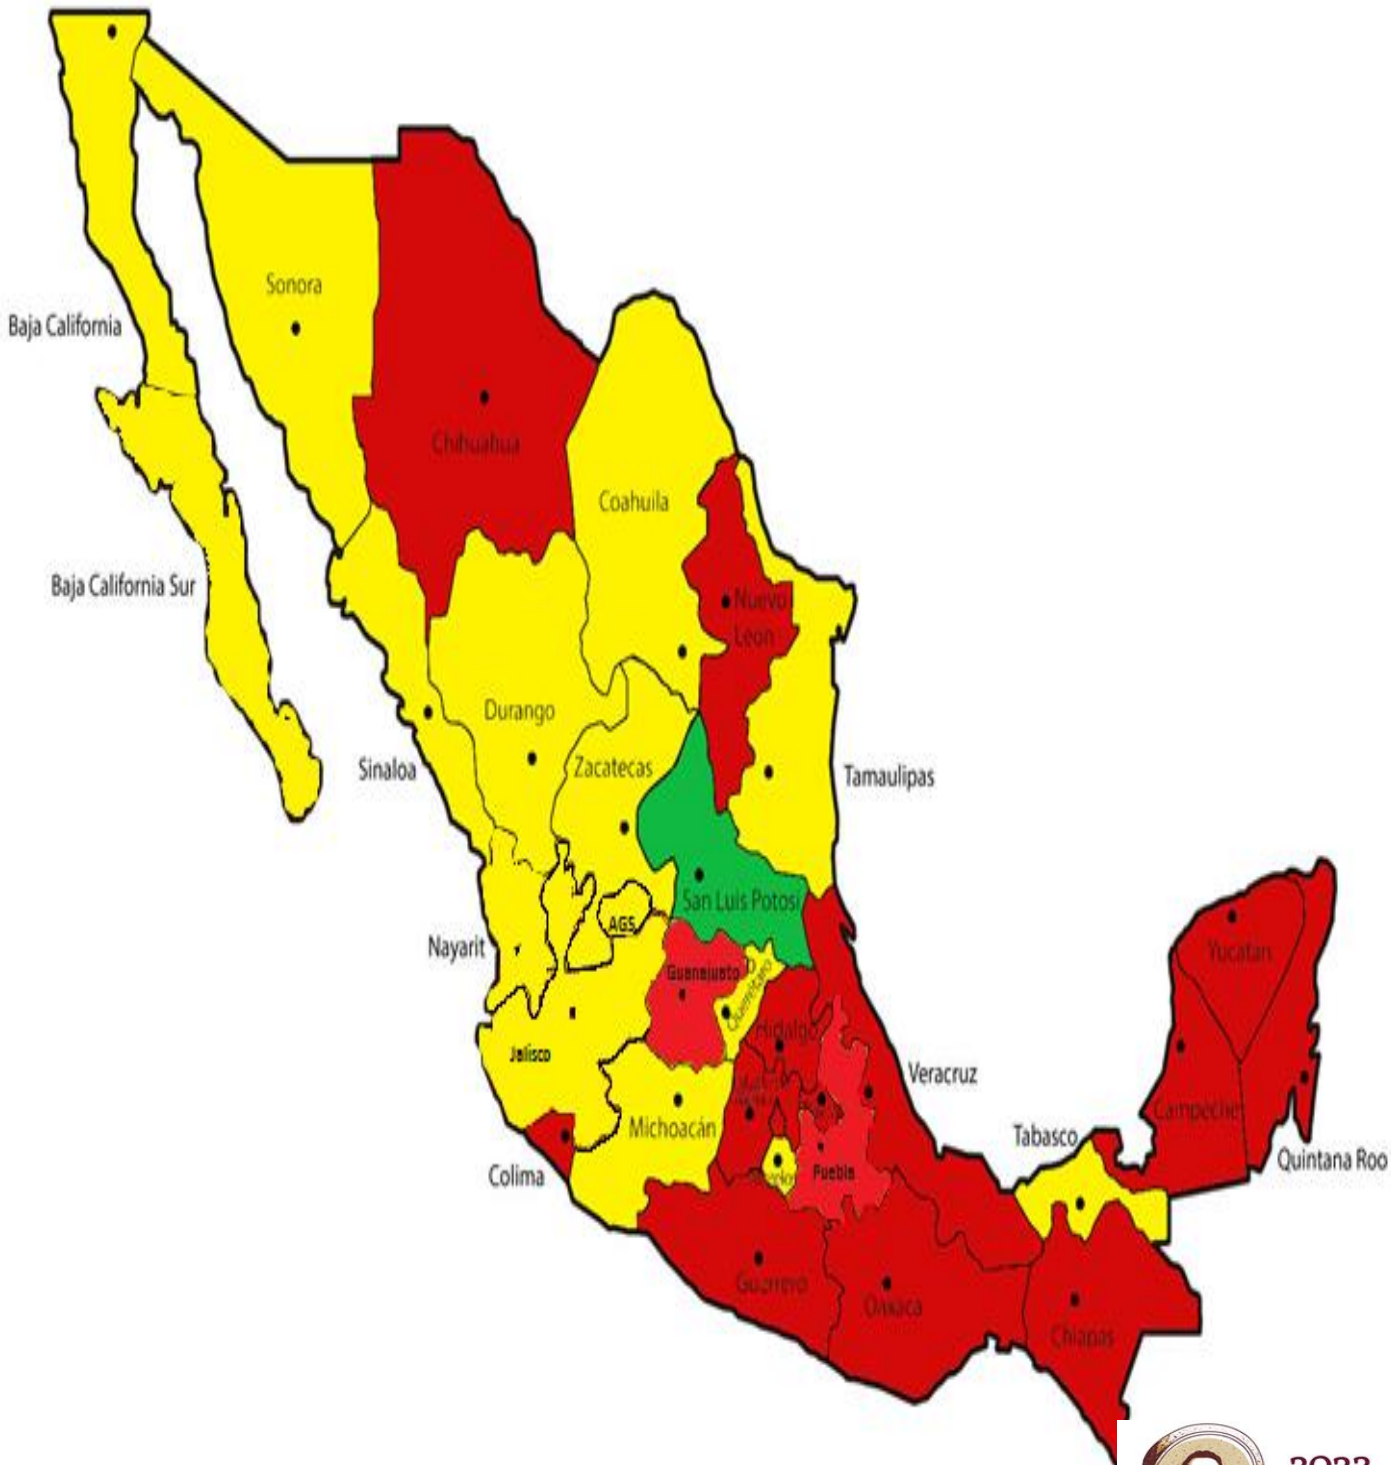 Sonora
Baja California
Chihuahua
Coahuila
Baja California Sur
Nuevo
León
Durango
Zacatecas
Sinaloa
Tamaulipas
San Luis Potosí
AGS
Nayarit
Yucatan
Guanajuato
Querétaro
Hidalgo
Jalisco
Veracruz
Campeche
Michoacán
Tabasco
Quintana Roo
Colima
Puebla
Guerrero
Oaxaca
Chiapas